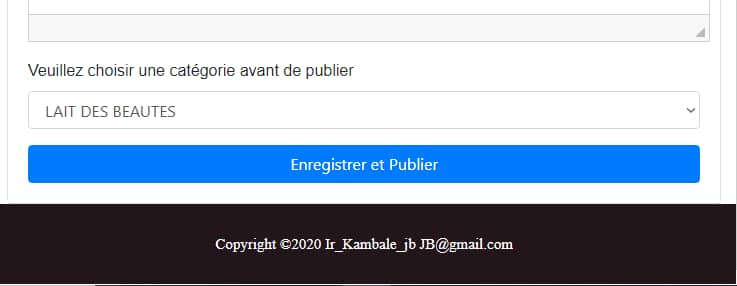 Veuillez choisir une catégorie avant de publier
LAIT DES BEAUTES
Enregistrer et Publier
Copyright ©2020 Ir_Kambale_jb JB@gmail.com